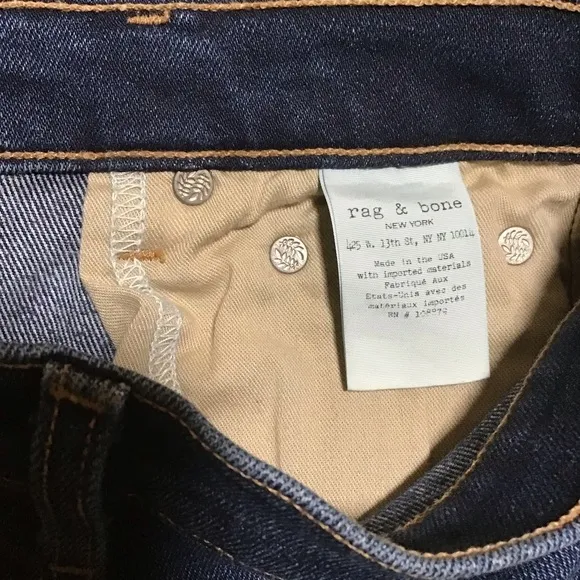 rag & bone
NEW YORK
425 W. 13th St, NY NY 10014
Made in the USA
with imported materials
Fabriqué Aux
Etats-Unis avec des
matériaux importés
RN #